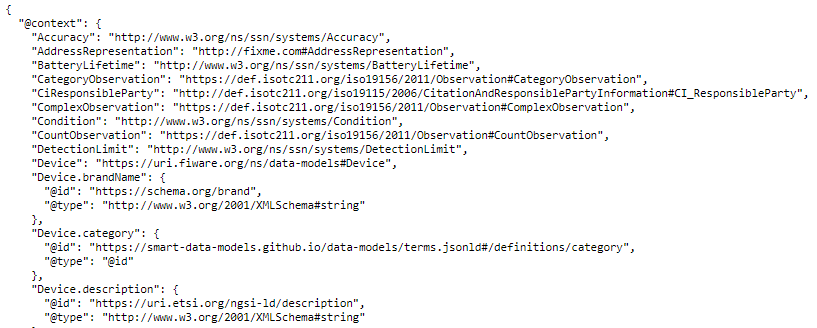 {
"@context": {
"Accuracy": "http://www.w3.org/ns/ssn/systems/Accuracy",
"AddressRepresentation": "http://fixme.com#AddressRepresentation",
"BatteryLifetime": "http://www.w3.org/ns/ssn/systems/BatteryLifetime",
"CategoryObservation": "https://def.isotc211.org/iso19156/2011/Observation#CategoryObservation",
"CiResponsibleParty": "http://def.isotc211.org/iso19115/2006/CitationAndResponsiblePartyInformation#CI_ResponsibleParty",
"ComplexObservation": "https://def.isotc211.org/iso19156/2011/Observation#ComplexObservation",
"Condition": "http://www.w3.org/ns/ssn/systems/Condition",
"CountObservation": "https://def.isotc211.org/iso19156/2011/Observation#CountObservation",
"DetectionLimit": "http://www.w3.org/ns/ssn/systems/DetectionLimit",
"Device": "https://uri.fiware.org/ns/data-models#Device",
"Device.brandName": {
"@id": "https://schema.org/brand",
"@type": "http://www.w3.org/2001/XMLSchema#string"
},
"Device.category": {
"@id": "https://smart-data-models.github.io/data-models/terms.jsonld#/definitions/category",
"@type": "@id"
},
"Device.description": {
"@id": "https://uri.etsi.org/ngsi-ld/description",
"@type": "http://www.w3.org/2001/XMLSchema#string"